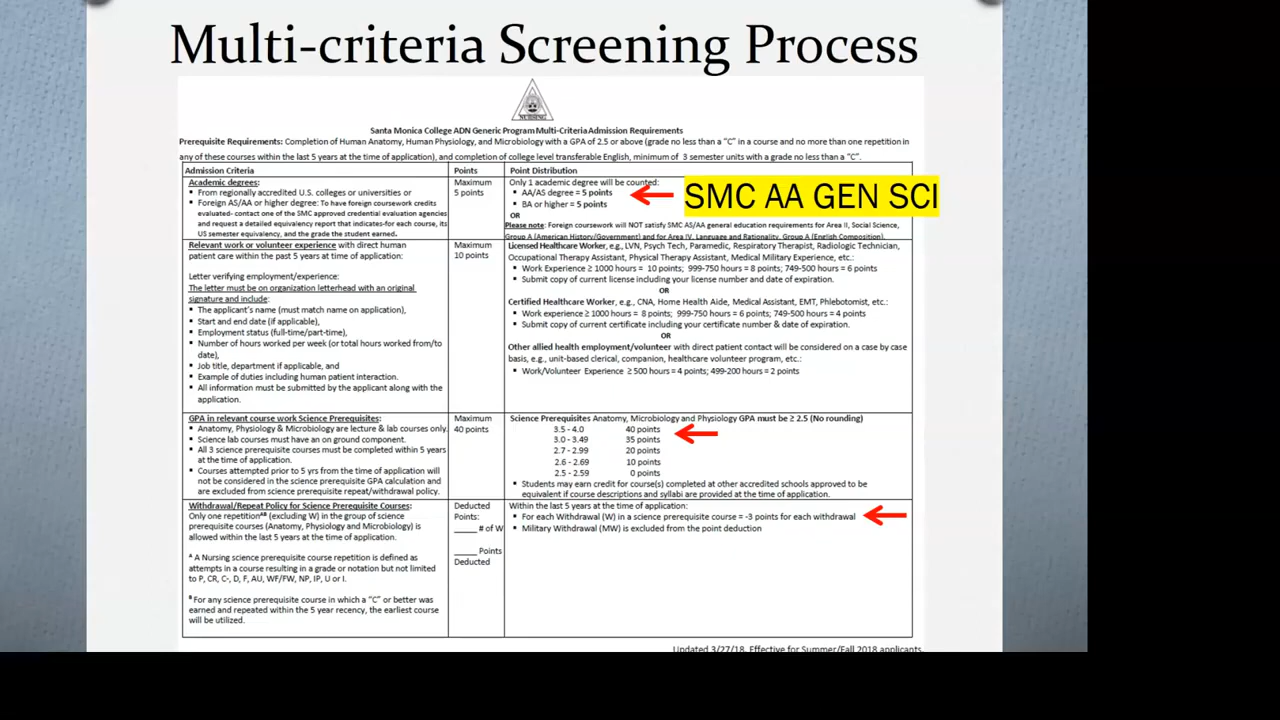 Multi-criteria Screening Process
NURSING
Santa Monica College ADN Generic Program Multi-Criteria Admission Requirements
Prerequisite Requirements: Completion of Human Anatomy, Human Physiology, and Microbiology with a GPA of 2.5 or above (grade no less than a "C" in a course and no more than one repetition in
any of these courses within the last 5 years at the time of application), and completion of college level transferable English, minimum of 3 semester units with a grade no less than a "C".
Admission Criteria
Points
Point Distribution
Academic degrees:
▪ From regionally accredited U.S. colleges or universities or
▪ Foreign AS/AA or higher degree: To have foreign coursework credits
evaluated- contact one of the SMC approved credential evaluation agencies
and request a detailed equivalency report that indicates-for each course, its
US semester equivalency, and the grade the student earned.
Maximum
5 points
Only 1 academic degree will be counted:
▪ AA/AS degree = 5 points
▪ BA or higher = 5 points
OR
Please note: Foreign coursework will NOT satisfy SMC AS/AA general education requirements for Area II, Social Science,
Group A (American History/Government) and for Area IV, Language and Rationality, Group A (English Composition).
SMC AA GEN SCI
Relevant work or volunteer experience with direct human
patient care within the past 5 years at time of application:
Letter verifying employment/experience:
The letter must be on organization letterhead with an original
signature and include:
▪ The applicant's name (must match name on application),
▪ Start and end date (if applicable),
▪ Employment status (full-time/part-time),
▪ Number of hours worked per week (or total hours worked from/to
date),
▪ Job title, department if applicable, and
▪ Example of duties including human patient interaction.
▪ All information must be submitted by the applicant along with the
application.
Maximum
10 points
Licensed Healthcare Worker, e.g., LVN, Psych Tech, Paramedic, Respiratory Therapist, Radiologic Technician,
Occupational Therapy Assistant, Physical Therapy Assistant, Medical Military Experience, etc.:
▪ Work Experience ≥ 1000 hours = 10 points; 999-750 hours = 8 points; 749-500 hours = 6 points
▪ Submit copy of current license including your license number and date of expiration.
OR
Certified Healthcare Worker, e.g., CNA, Home Health Aide, Medical Assistant, EMT, Phlebotomist, etc.:
▪ Work experience ≥ 1000 hours = 8 points; 999-750 hours = 6 points; 749-500 hours = 4 points
▪ Submit copy of current certificate including your certificate number & date of expiration.
OR
Other allied health employment/volunteer with direct patient contact will be considered on a case by case
basis, e.g., unit-based clerical, companion, healthcare volunteer program, etc.:
▪ Work/Volunteer Experience ≥ 500 hours = 4 points; 499-200 hours = 2 points
GPA in relevant course work Science Prerequisites:
▪ Anatomy, Physiology & Microbiology are lecture & lab courses only.
▪ Science lab courses must have an on ground component.
▪ All 3 science prerequisite courses must be completed within 5 years
at the time of application.
▪ Courses attempted prior to 5 yrs from the time of application will
not be considered in the science prerequisite GPA calculation and
are excluded from science prerequisite repeat/withdrawal policy.
Maximum
40 points
Science Prerequisites Anatomy, Microbiology and Physiology GPA must be ≥ 2.5 (No rounding)
3.5 - 4.0 40 points
3.0 - 3.49 35 points
2.7 - 2.99 20 points
2.6 - 2.69 10 points
2.5 - 2.59 0 points
▪ Students may earn credit for course(s) completed at other accredited schools approved to be
equivalent if course descriptions and syllabi are provided at the time of application.
Withdrawal/Repeat Policy for Science Prerequisite Courses:
Only one repetition^AB (excluding W) in the group of science
prerequisite courses (Anatomy, Physiology and Microbiology) is
allowed within the last 5 years at the time of application.
^A A Nursing science prerequisite course repetition is defined as
attempts in a course resulting in a grade or notation but not limited
to P, CR, C-, D, F, AU, WF/FW, NP, IP, U or I.
^B For any science prerequisite course in which a "C" or better was
earned and repeated within the 5 year recency, the earliest course
will be utilized.
Deducted
Points:
_____ # of W
_____ Points
Deducted
Within the last 5 years at the time of application:
▪ For each Withdrawal (W) in a science prerequisite course = -3 points for each withdrawal
▪ Military Withdrawal (MW) is excluded from the point deduction
Updated 3/27/18. Effective for Summer/Fall 2018 applicants.